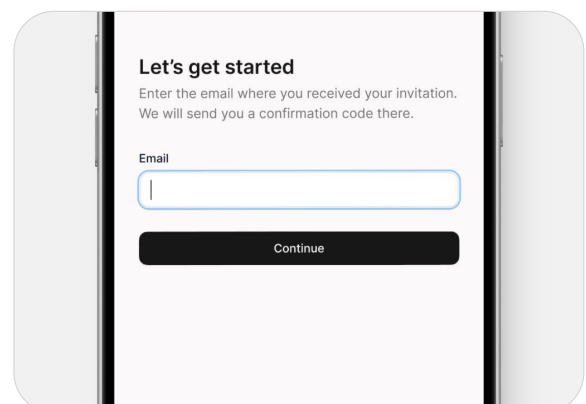 Let’s get started
Enter the email where you received your invitation.
We will send you a confirmation code there.
Email
Continue